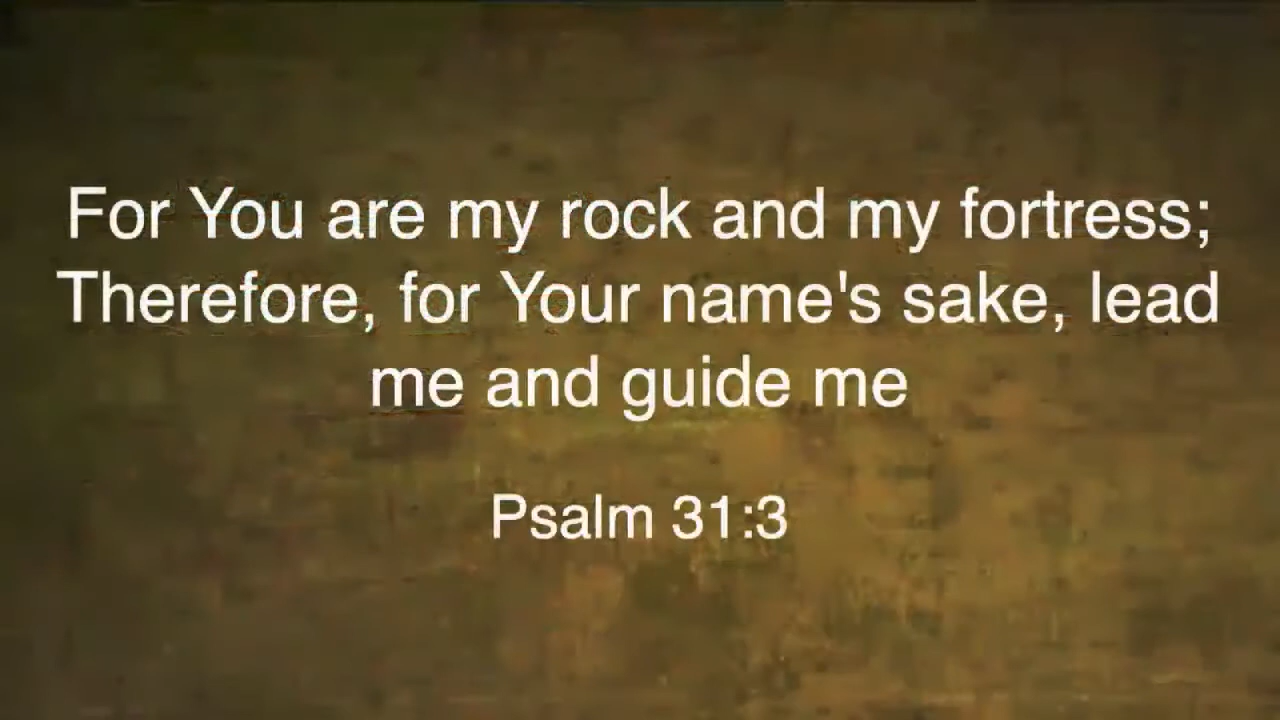 For You are my rock and my fortress;
Therefore, for Your name's sake, lead
me and guide me
Psalm 31:3